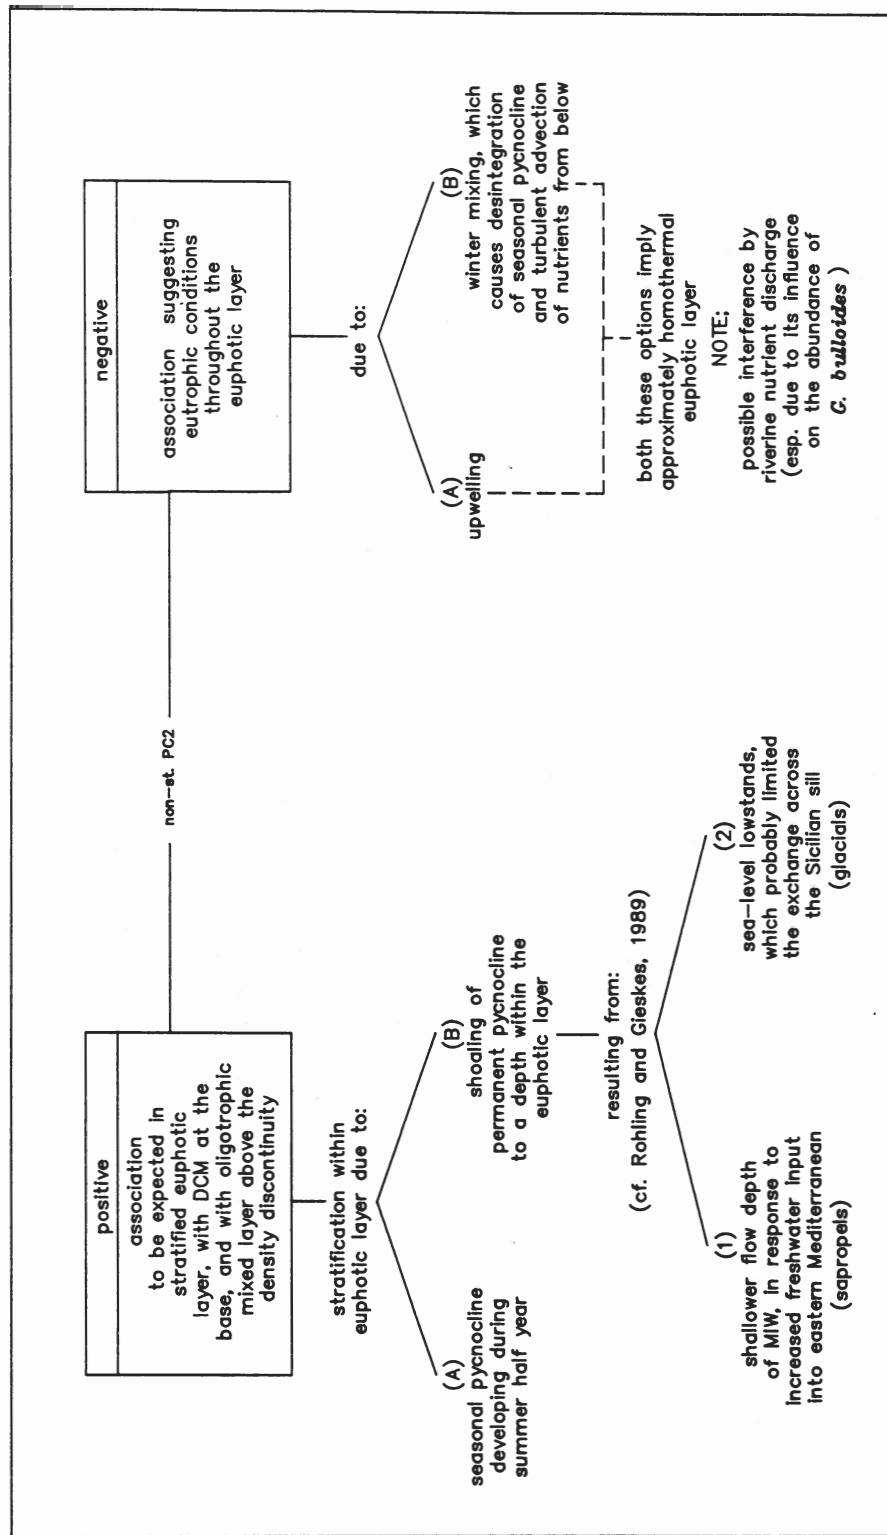 positive
association
to be expected in
stratified euphotic
layer, with DCM at the
base, and with oligotrophic
mixed layer above the
density discontinuity
stratification within
euphotic layer due to:
(A)
seasonal pycnocline
developing during
summer half year
(B)
shoaling of
permanent pycnocline
to a depth within the
euphotic layer
resulting from:
(cf. Rohling and Gieskes, 1989)
(1)
shallower flow depth
of MIW, in response to
increased freshwater input
into eastern Mediterranean
(sapropels)
(2)
sea-level lowstands,
which probably limited
the exchange across
the Sicilian sill
(glacials)
non-st. PC2
negative
association suggesting
eutrophic conditions
throughout the
euphotic layer
due to:
(A)
upwelling
(B)
winter mixing, which
causes desintegration
of seasonal pycnocline
and turbulent advection
of nutrients from below
both these options imply
approximately homothermal
euphotic layer
NOTE;
possible interference by
riverine nutrient discharge
(esp. due to its influence
on the abundance of
G. bulloides )